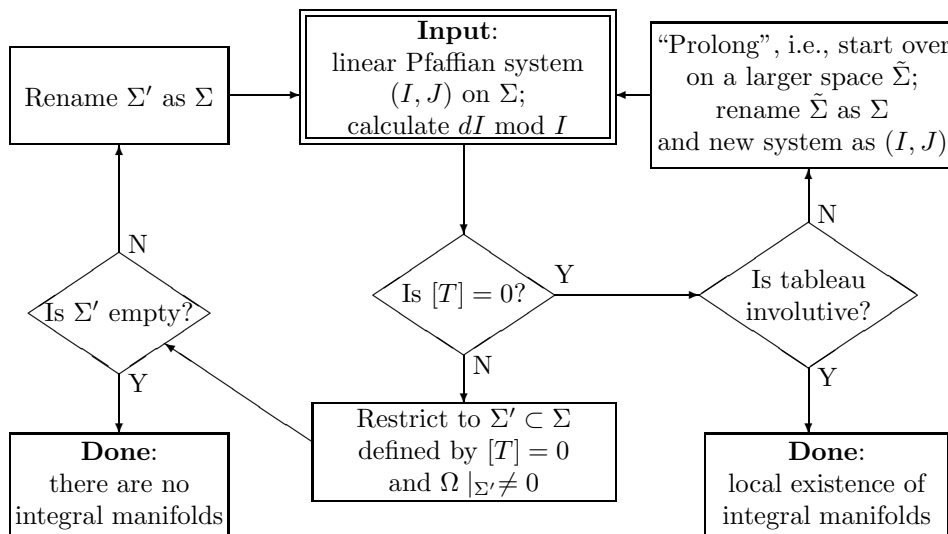 Rename Σ′ as Σ
Input:
linear Pfaffian system
(I, J) on Σ;
calculate dI mod I
“Prolong”, i.e., start over
on a larger space Σ̃;
rename Σ̃ as Σ
and new system as (I, J)
N
N
Is Σ′ empty?
Is [T] = 0?
Y
Is tableau
involutive?
Y
N
Y
Done:
there are no
integral manifolds
Restrict to Σ′ ⊂ Σ
defined by [T] = 0
and Ω |Σ′≠ 0
Done:
local existence of
integral manifolds